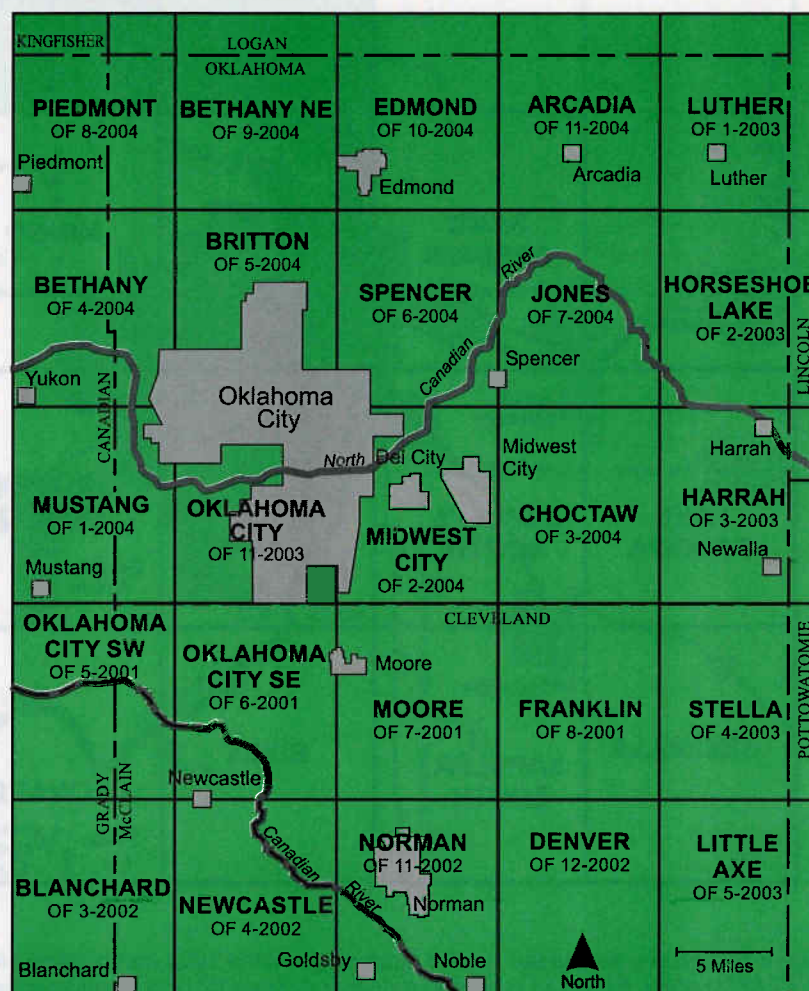 KINGFISHER
LOGAN
OKLAHOMA
PIEDMONT
OF 8-2004
BETHANY NE
OF 9-2004
EDMOND
OF 10-2004
ARCADIA
OF 11-2004
LUTHER
OF 1-2003
Piedmont
Edmond
Arcadia
Luther
BETHANY
OF 4-2004
BRITTON
OF 5-2004
SPENCER
OF 6-2004
River
JONES
OF 7-2004
HORSESHOE
LAKE
OF 2-2003
LINCOLN
Canadian
Spencer
Yukon
CANADIAN
Oklahoma
City
North
Del City
Midwest
City
Harrah
MUSTANG
OF 1-2004
OKLAHOMA
CITY
OF 11-2003
MIDWEST
CITY
OF 2-2004
CHOCTAW
OF 3-2004
HARRAH
OF 3-2003
Newalla
Mustang
CLEVELAND
OKLAHOMA
CITY SW
OF 5-2001
OKLAHOMA
CITY SE
OF 6-2001
Moore
MOORE
OF 7-2001
FRANKLIN
OF 8-2001
STELLA
OF 4-2003
POTTOWATOMIE
Newcastle
GRADY
McCLAIN
Canadian
River
NORMAN
OF 11-2002
DENVER
OF 12-2002
LITTLE
AXE
OF 5-2003
BLANCHARD
OF 3-2002
NEWCASTLE
OF 4-2002
Norman
Blanchard
Goldsby
Noble
North
5 Miles